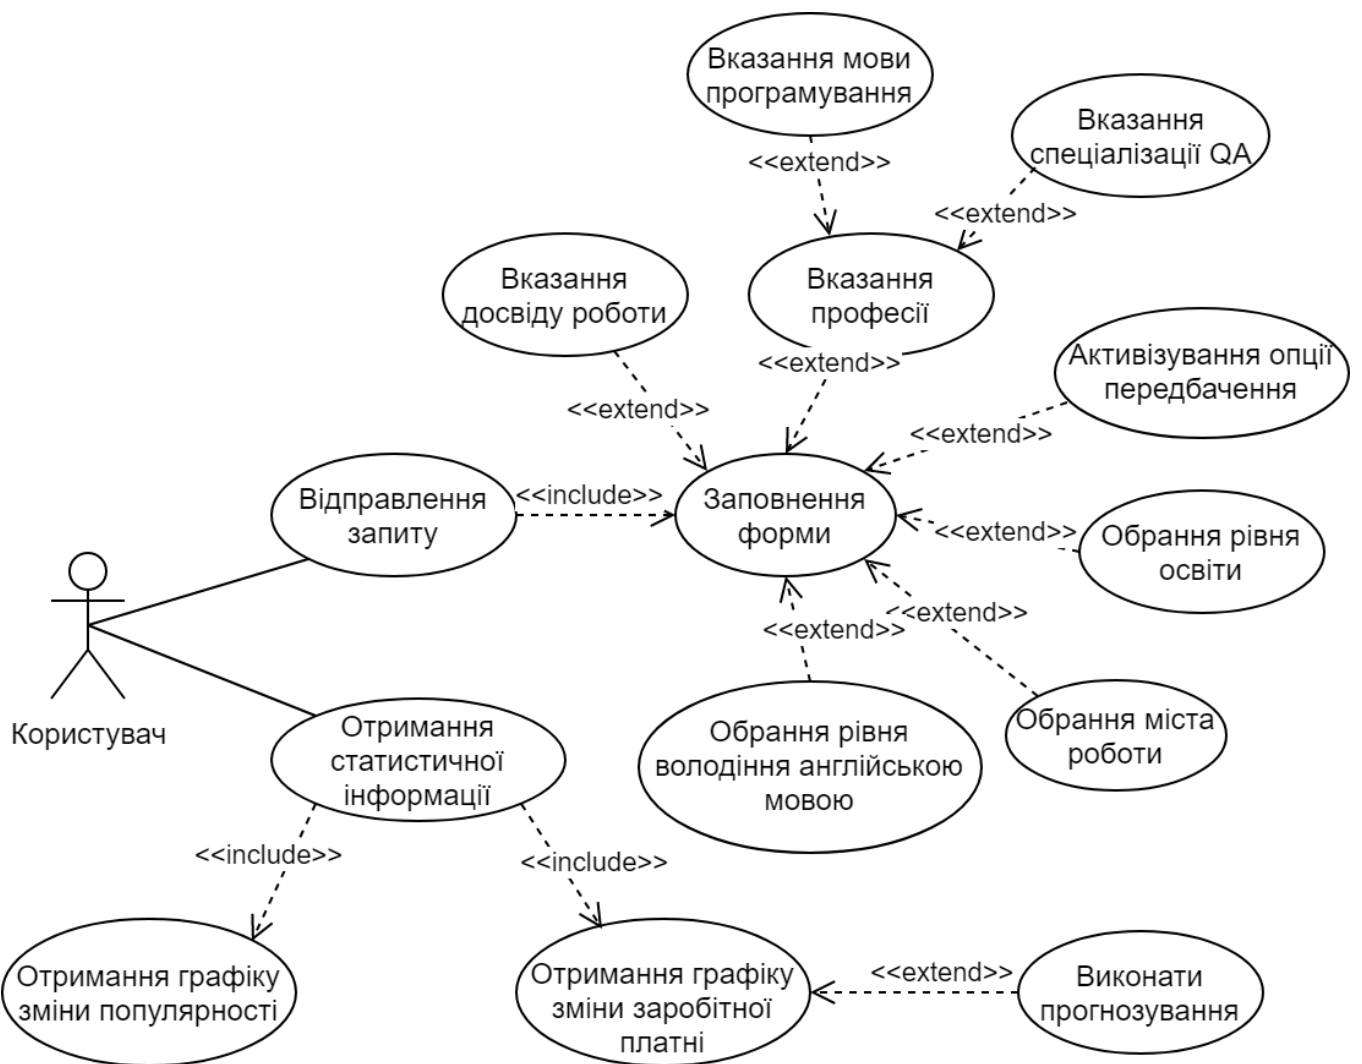 Вказання мови
програмування
Вказання
спеціалізації QA
<<extend>>
<<extend>>
Вказання
досвіду роботи
Вказання
професії
<<extend>>
Активізування опції
передбачення
<<extend>>
<<extend>>
Відправлення
запиту
<<include>>
Заповнення
форми
<<extend>>
Обрання рівня
освіти
<<extend>>
<<extend>>
Користувач
Отримання
статистичної
інформації
Обрання рівня
володіння англійською
мовою
Обрання міста
роботи
<<include>>
<<include>>
Отримання графіку
зміни популярності
Отримання графіку
зміни заробітної
платні
<<extend>>
Виконати
прогнозування